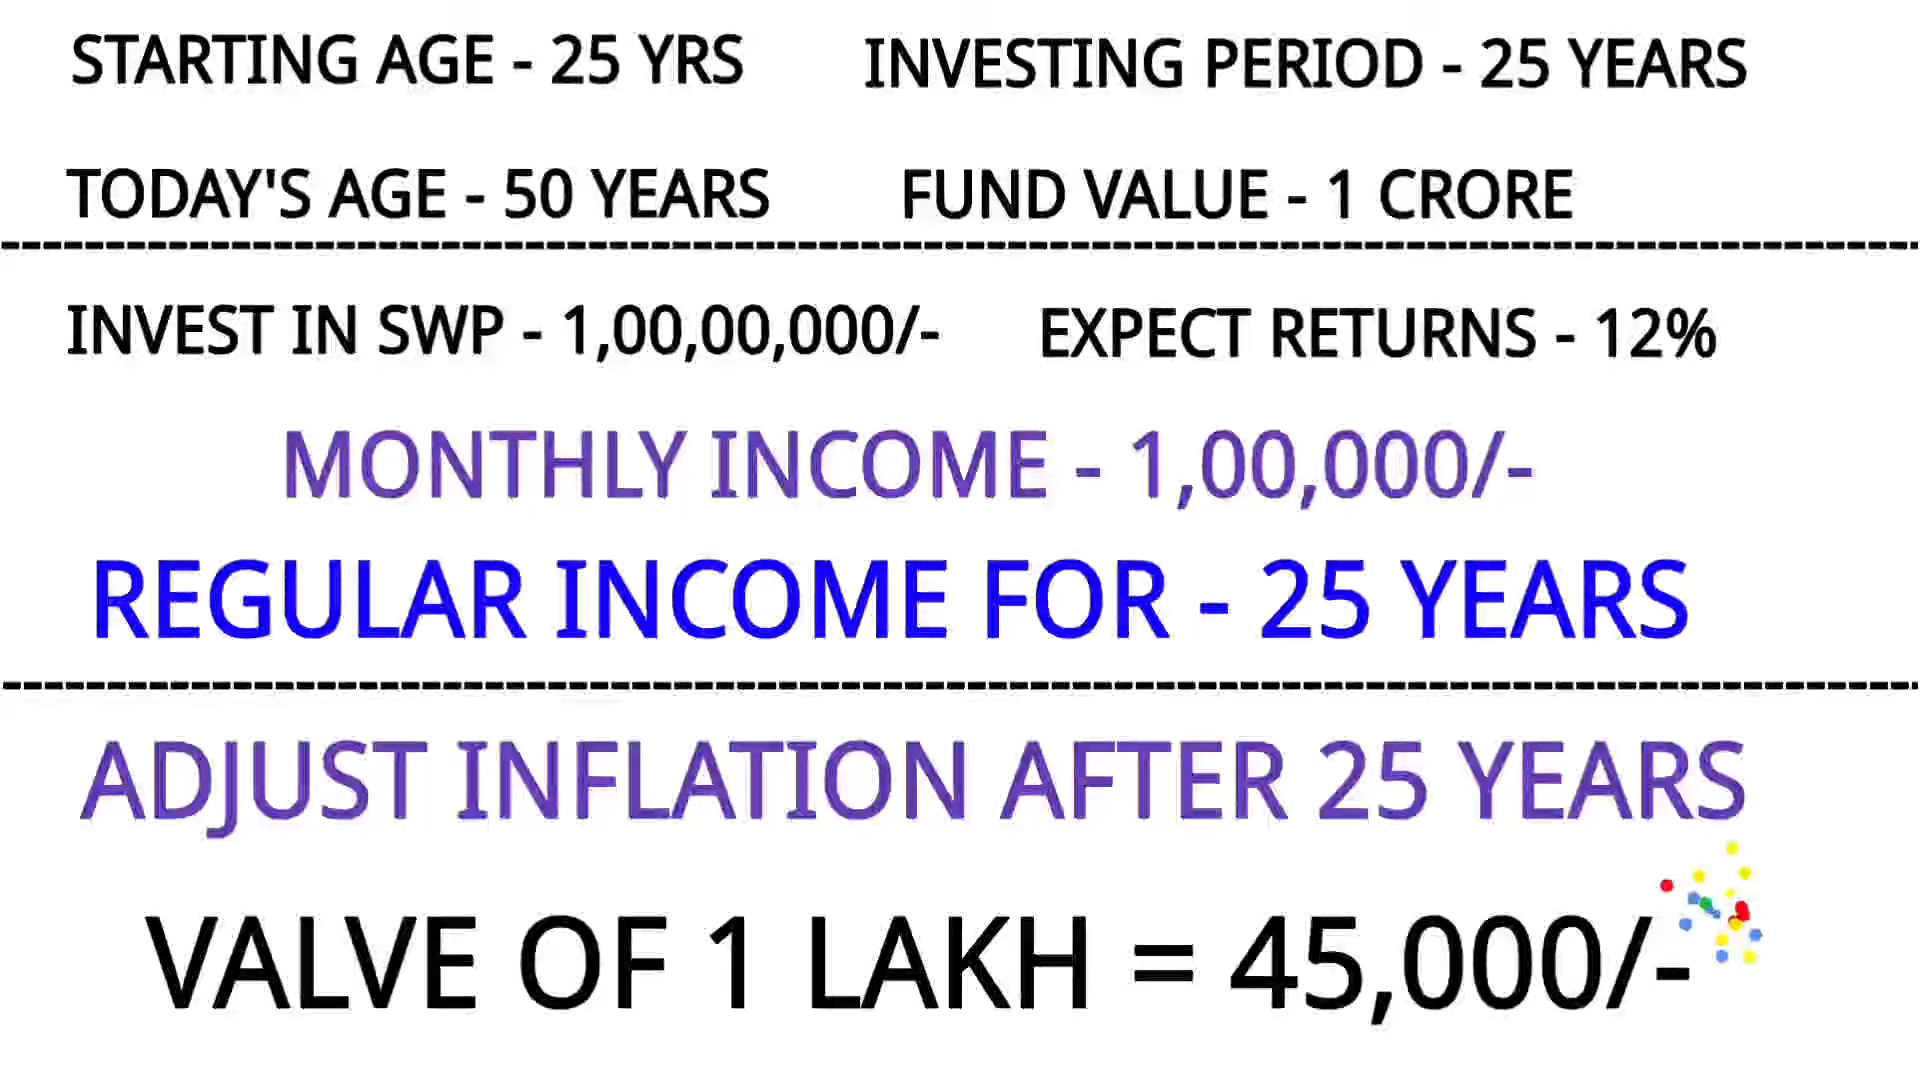 STARTING AGE - 25 YRS INVESTING PERIOD - 25 YEARS
TODAY'S AGE - 50 YEARS FUND VALUE - 1 CRORE
INVEST IN SWP - 1,00,00,000/- EXPECT RETURNS - 12%
MONTHLY INCOME - 1,00,000/-
REGULAR INCOME FOR - 25 YEARS
ADJUST INFLATION AFTER 25 YEARS
VALVE OF 1 LAKH = 45,000/-